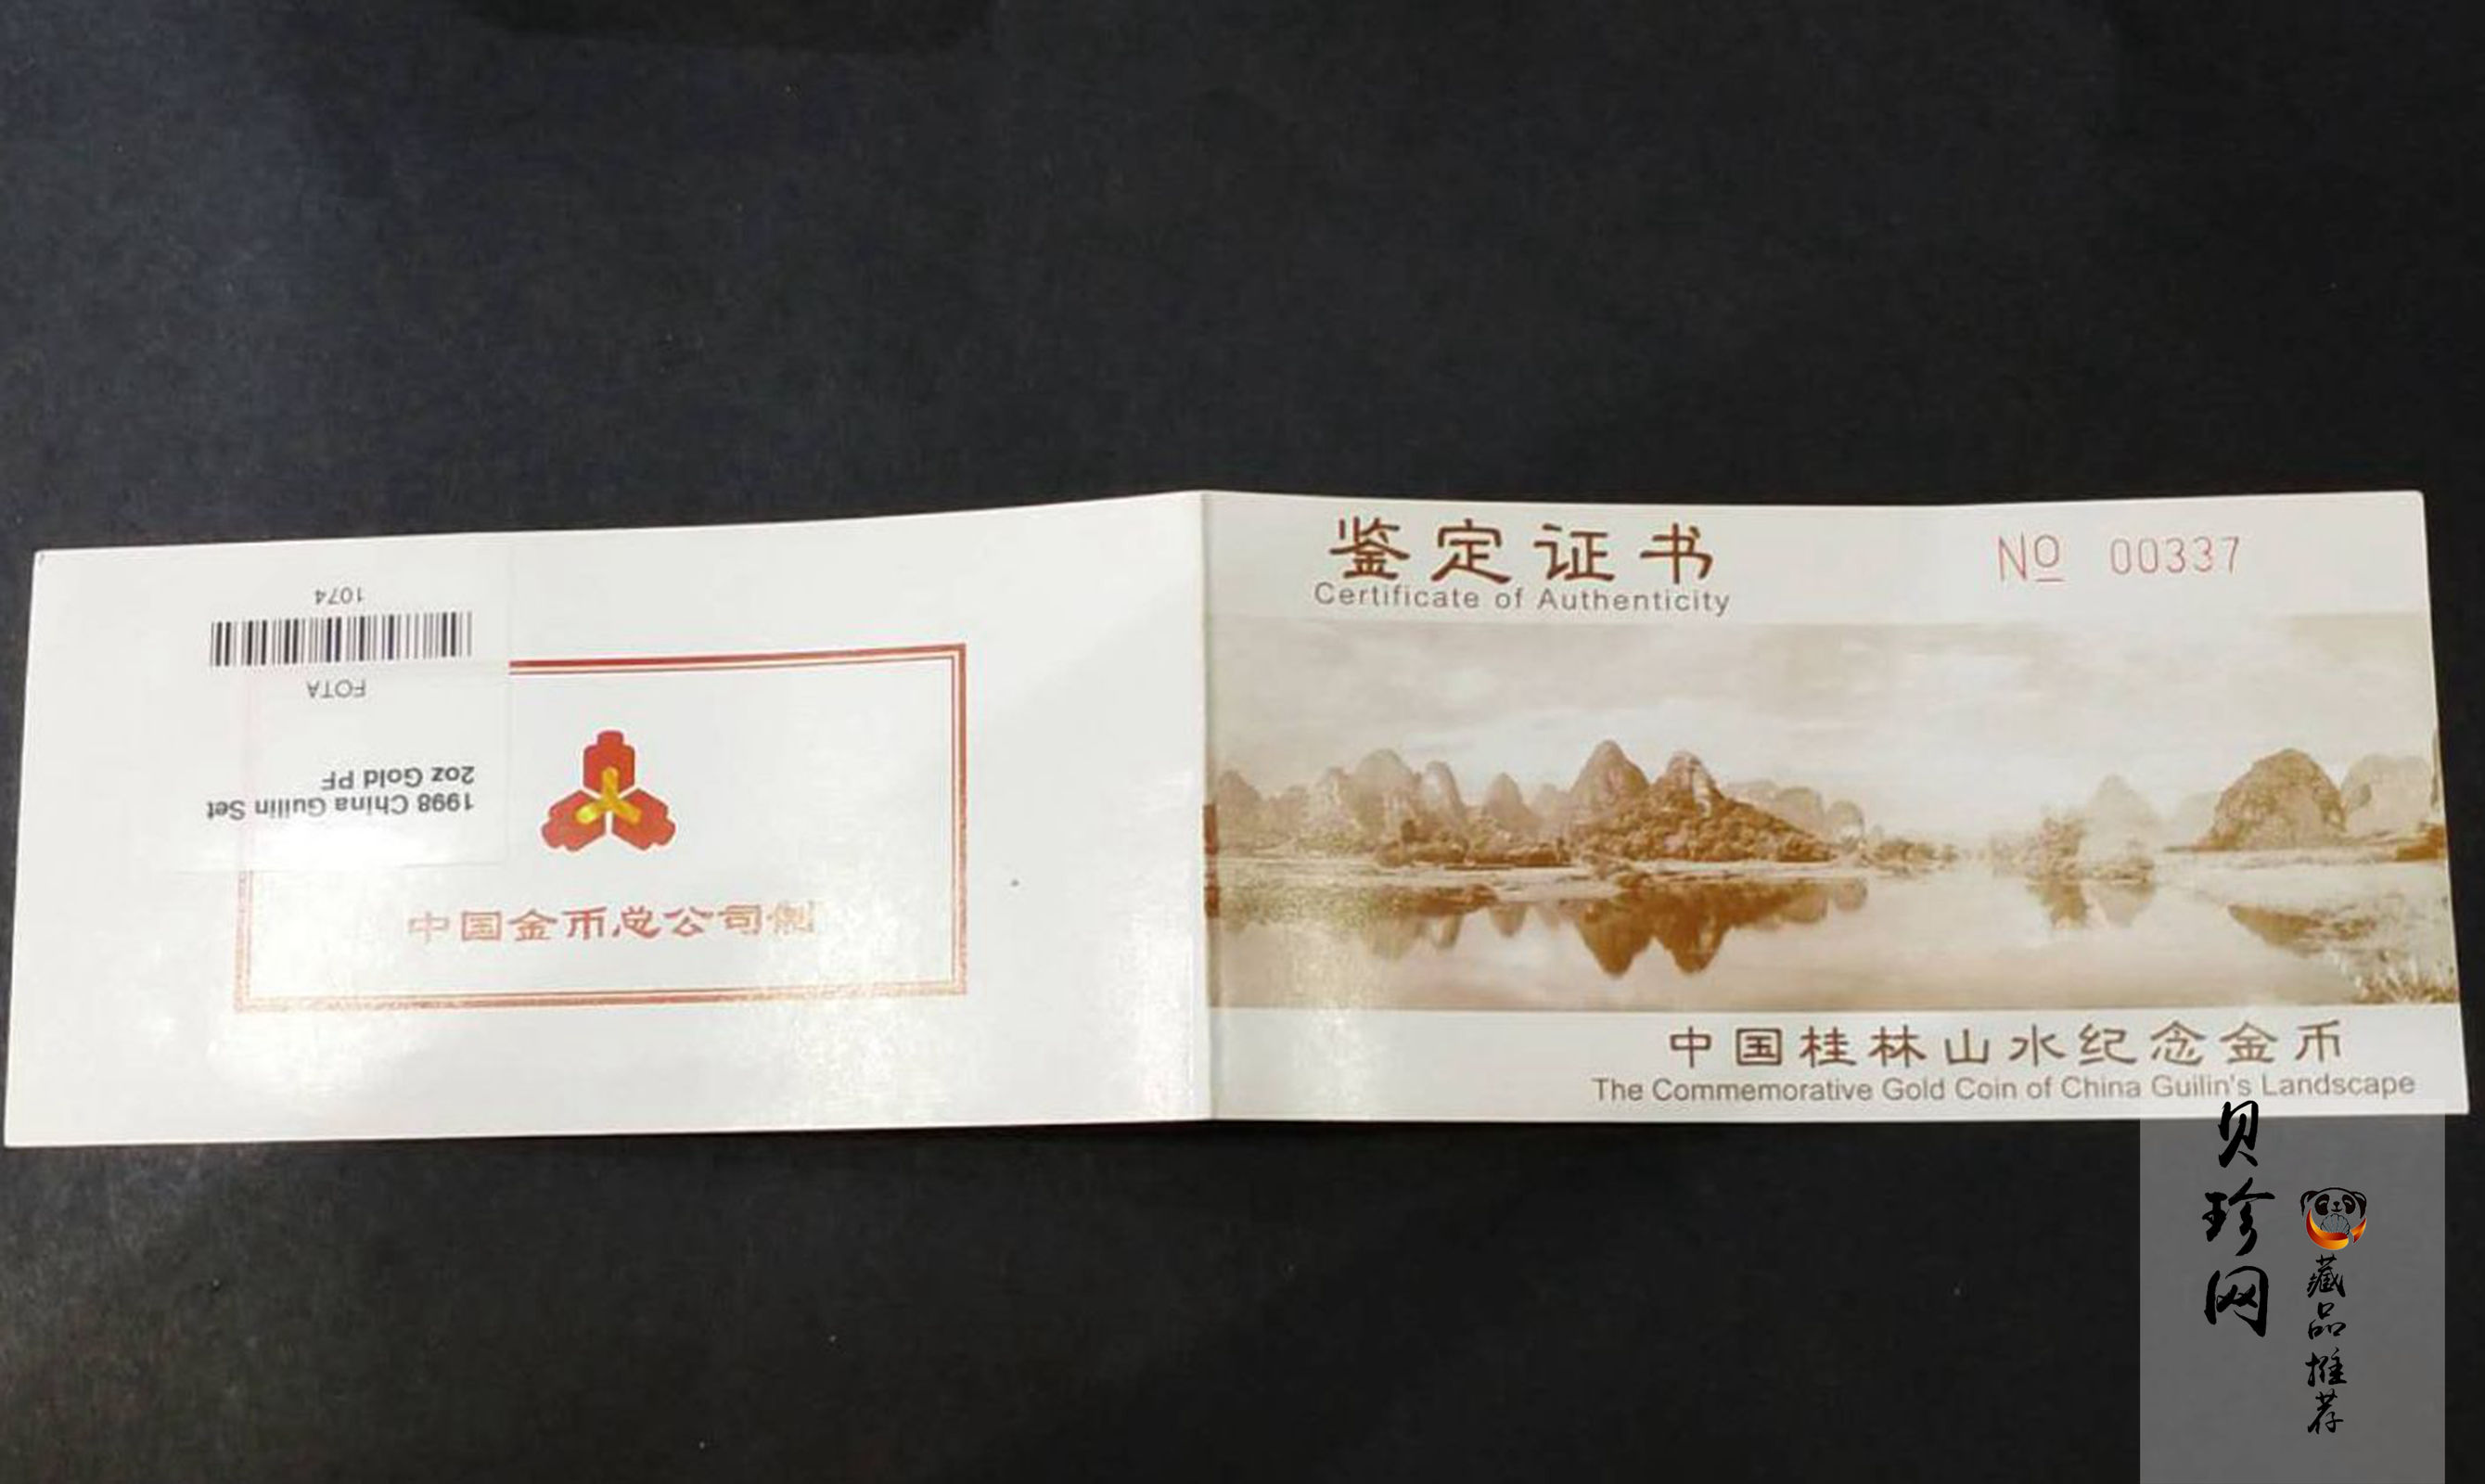 鉴定证书
Certificate of Authenticity
No 00337
中国桂林山水纪念金币
The Commemorative Gold Coin of China Guilin's Landscape
1998 China Guilin Set
2oz Gold PF
FOTA
1074
中国金币总公司制
贝珍网
藏品推荐